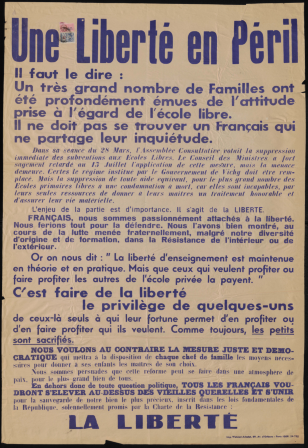 Une Liberté en Péril
Il faut le dire :
Un très grand nombre de Familles ont
été profondément émues de l'attitude
prise à l'égard de l'école libre.
Il ne doit pas se trouver un Français qui
ne partage leur inquiétude.
Dans sa séance du 28 Mars, l'Assemblée Consultative votait la suppression
immédiate des subventions aux Ecoles Libres. Le Conseil des Ministres a fort
sagement retardé au 15 Juillet l'application de cette mesure, mais la menace
demeure. Certes le régime institué par le Gouvernement de Vichy doit être
Mais la suppression de toute aide équivaut, pour le plus grand nombre des
Ecoles primaires libres à une condamnation à mort, car elles sont incapables, par
leurs seules ressources de donner à leurs maîtres un traitement honorable et
d'assurer leur vie matérielle.
L'enjeu de la partie est d'importance. Il s'agit de la LIBERTE.
FRANÇAIS, nous sommes passionnément attachés à la liberté.
Nous ferions tout pour la défendre. Nous l'avons bien montré, au
cours de la lutte menée fraternellement, malgré notre diversité
d'origine et de formation, dans la Résistance de l'intérieur ou de
l'extérieur.
Or on nous dit : " La liberté d'enseignement est maintenue
en théorie et en pratique. Mais que ceux qui veulent profiter ou
faire profiter les autres de l'école privée la payent. "
C'est faire de la liberté
le privilège de quelques-uns
de ceux-là seuls à qui leur fortune permet d'en profiter ou
d'en faire profiter qui ils veulent. Comme toujours, les petits
sont sacrifiés.
NOUS VOULONS AU CONTRAIRE LA MESURE JUSTE ET DEMO-
CRATIQUE qui mettra à la disposition de chaque chef de famille les moyens néces-
saires pour donner à ses enfants les maîtres de son choix.
Nous sommes persuadés que cette réforme peut se faire dans une atmosphère de
paix, pour le plus grand bien de tous.
En dehors donc de toute question politique, TOUS LES FRANÇAIS VOU-
DRONT S'ELEVER AU-DESSUS DES VIEILLES QUERELLES ET S'UNIR
pour la sauvegarde de notre bien le plus précieux, inscrit dans les lois fondamentales de
la République, solennellement promis par la Charte de la Résistance :
LA LIBERTÉ